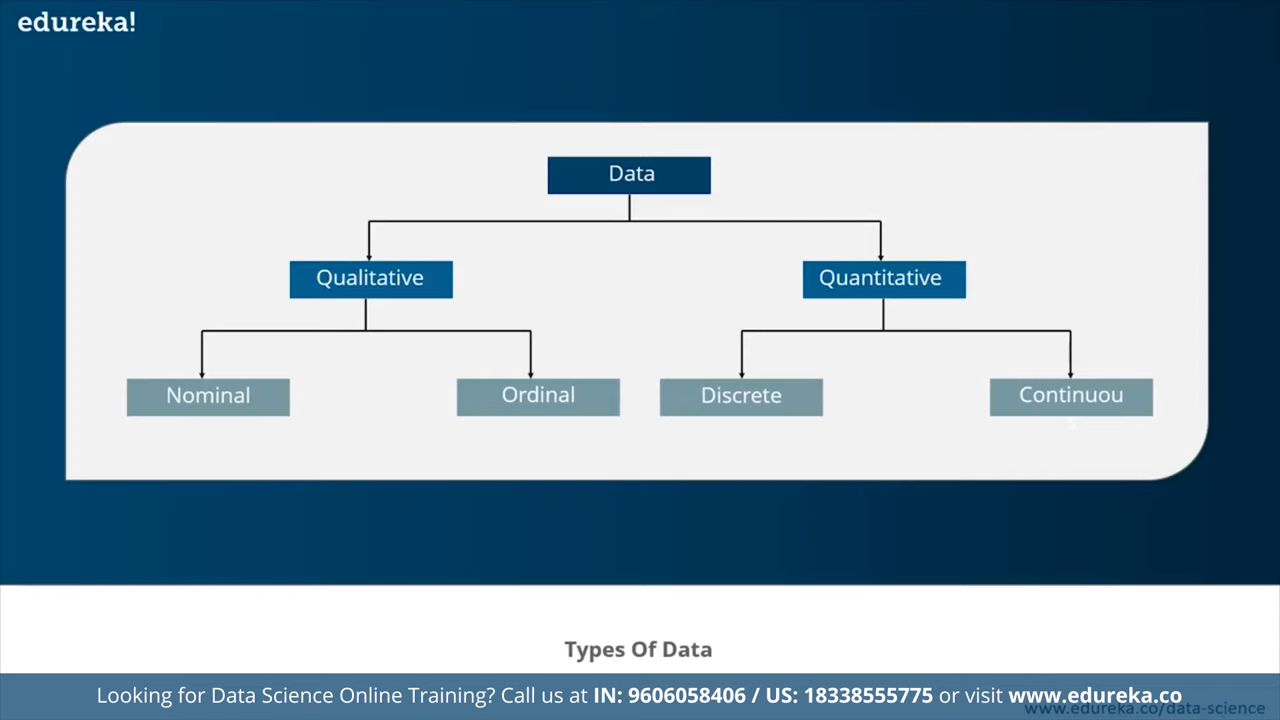 edureka!
Data
Qualitative
Quantitative
Nominal
Ordinal
Discrete
Continuou
s
Types Of Data
Looking for Data Science Online Training? Call us at IN: 9606058406 / US: 18338555775 or visit www.edureka.co
www.edureka.co/data-science